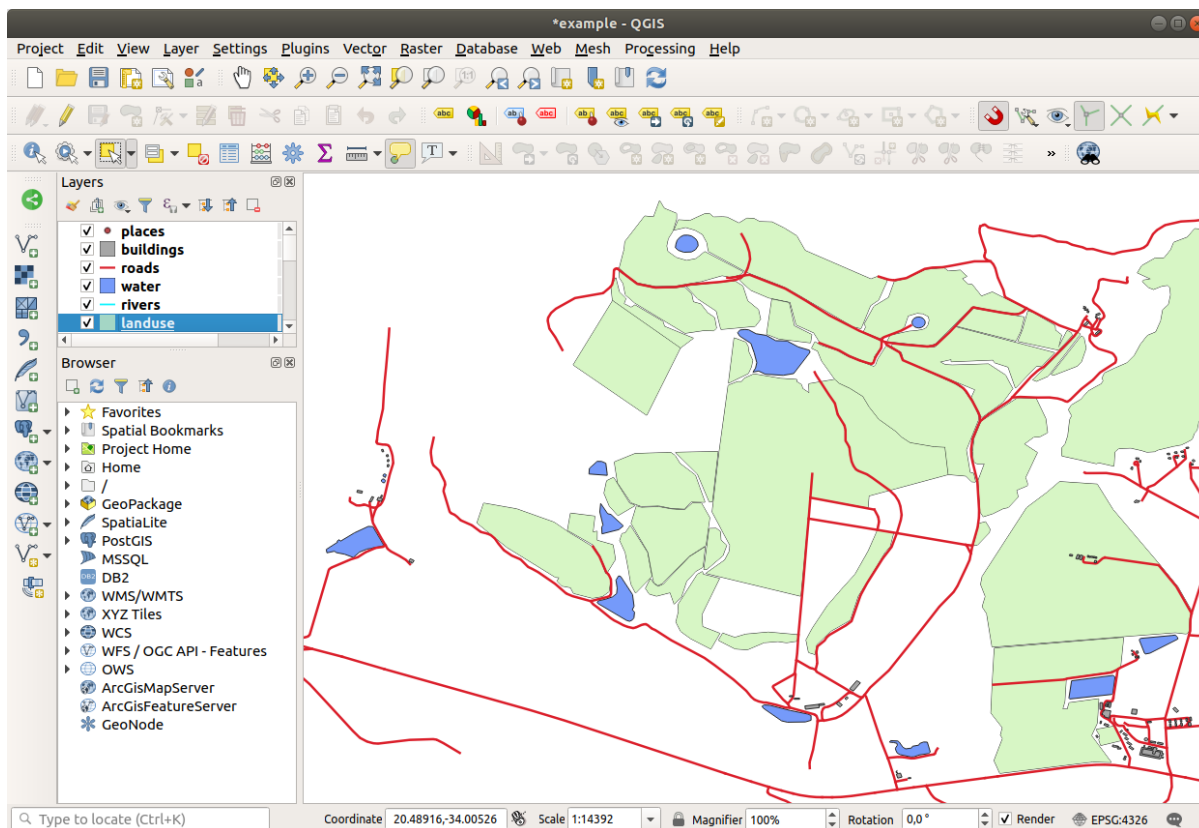 *example - QGIS
Project Edit View Layer Settings Plugins Vector Raster Database Web Mesh Processing Help
Layers
places
buildings
roads
water
rivers
landuse
Browser
Favorites
Spatial Bookmarks
Project Home
Home
/
GeoPackage
SpatiaLite
PostGIS
MSSQL
DB2
WMS/WMTS
XYZ Tiles
WCS
WFS / OGC API - Features
OWS
ArcGisMapServer
ArcGisFeatureServer
GeoNode
Type to locate (Ctrl+K) Coordinate 20.48916,-34.00526 Scale 1:14392 Magnifier 100% Rotation 0,0 ° Render EPSG:4326